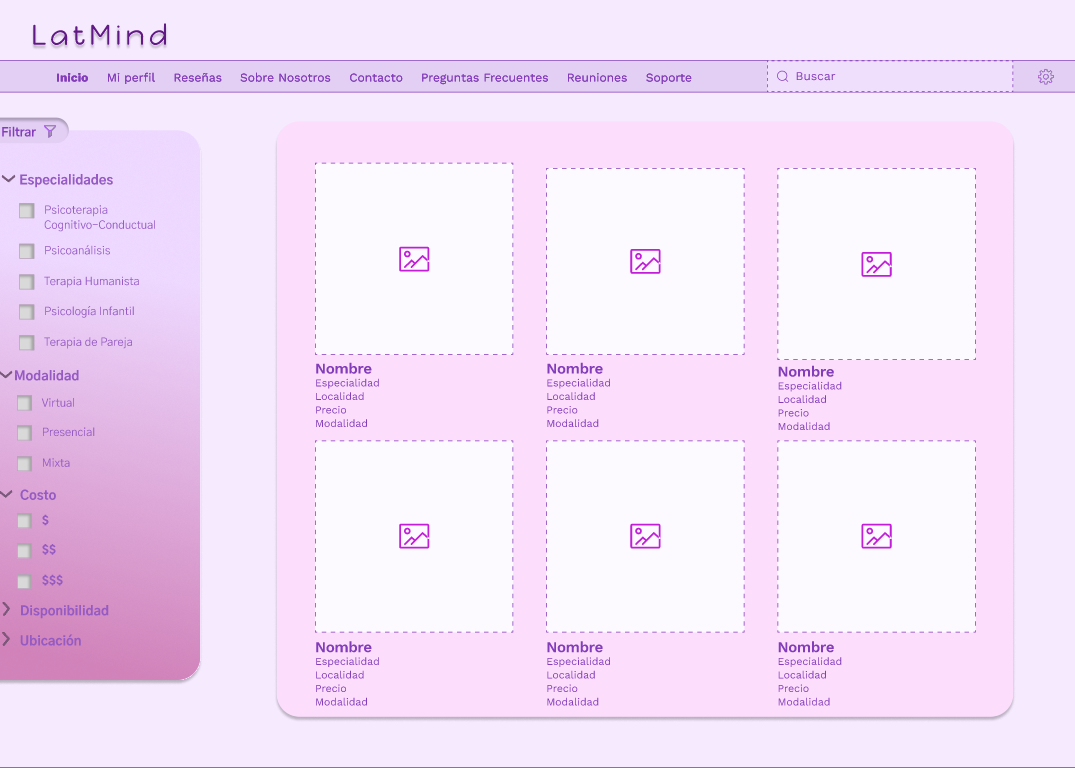 LatMind
Inicio Mi perfil Reseñas Sobre Nosotros Contacto Preguntas Frecuentes Reuniones Soporte Buscar
Filtrar
Especialidades
Psicoterapia
Cognitivo-Conductual
Psicoanálisis
Terapia Humanista
Psicología Infantil
Terapia de Pareja
Modalidad
Virtual
Presencial
Mixta
Costo
$
$$
$$$
Disponibilidad
Ubicación
Nombre
Especialidad
Localidad
Precio
Modalidad
Nombre
Especialidad
Localidad
Precio
Modalidad
Nombre
Especialidad
Localidad
Precio
Modalidad
Nombre
Especialidad
Localidad
Precio
Modalidad
Nombre
Especialidad
Localidad
Precio
Modalidad
Nombre
Especialidad
Localidad
Precio
Modalidad